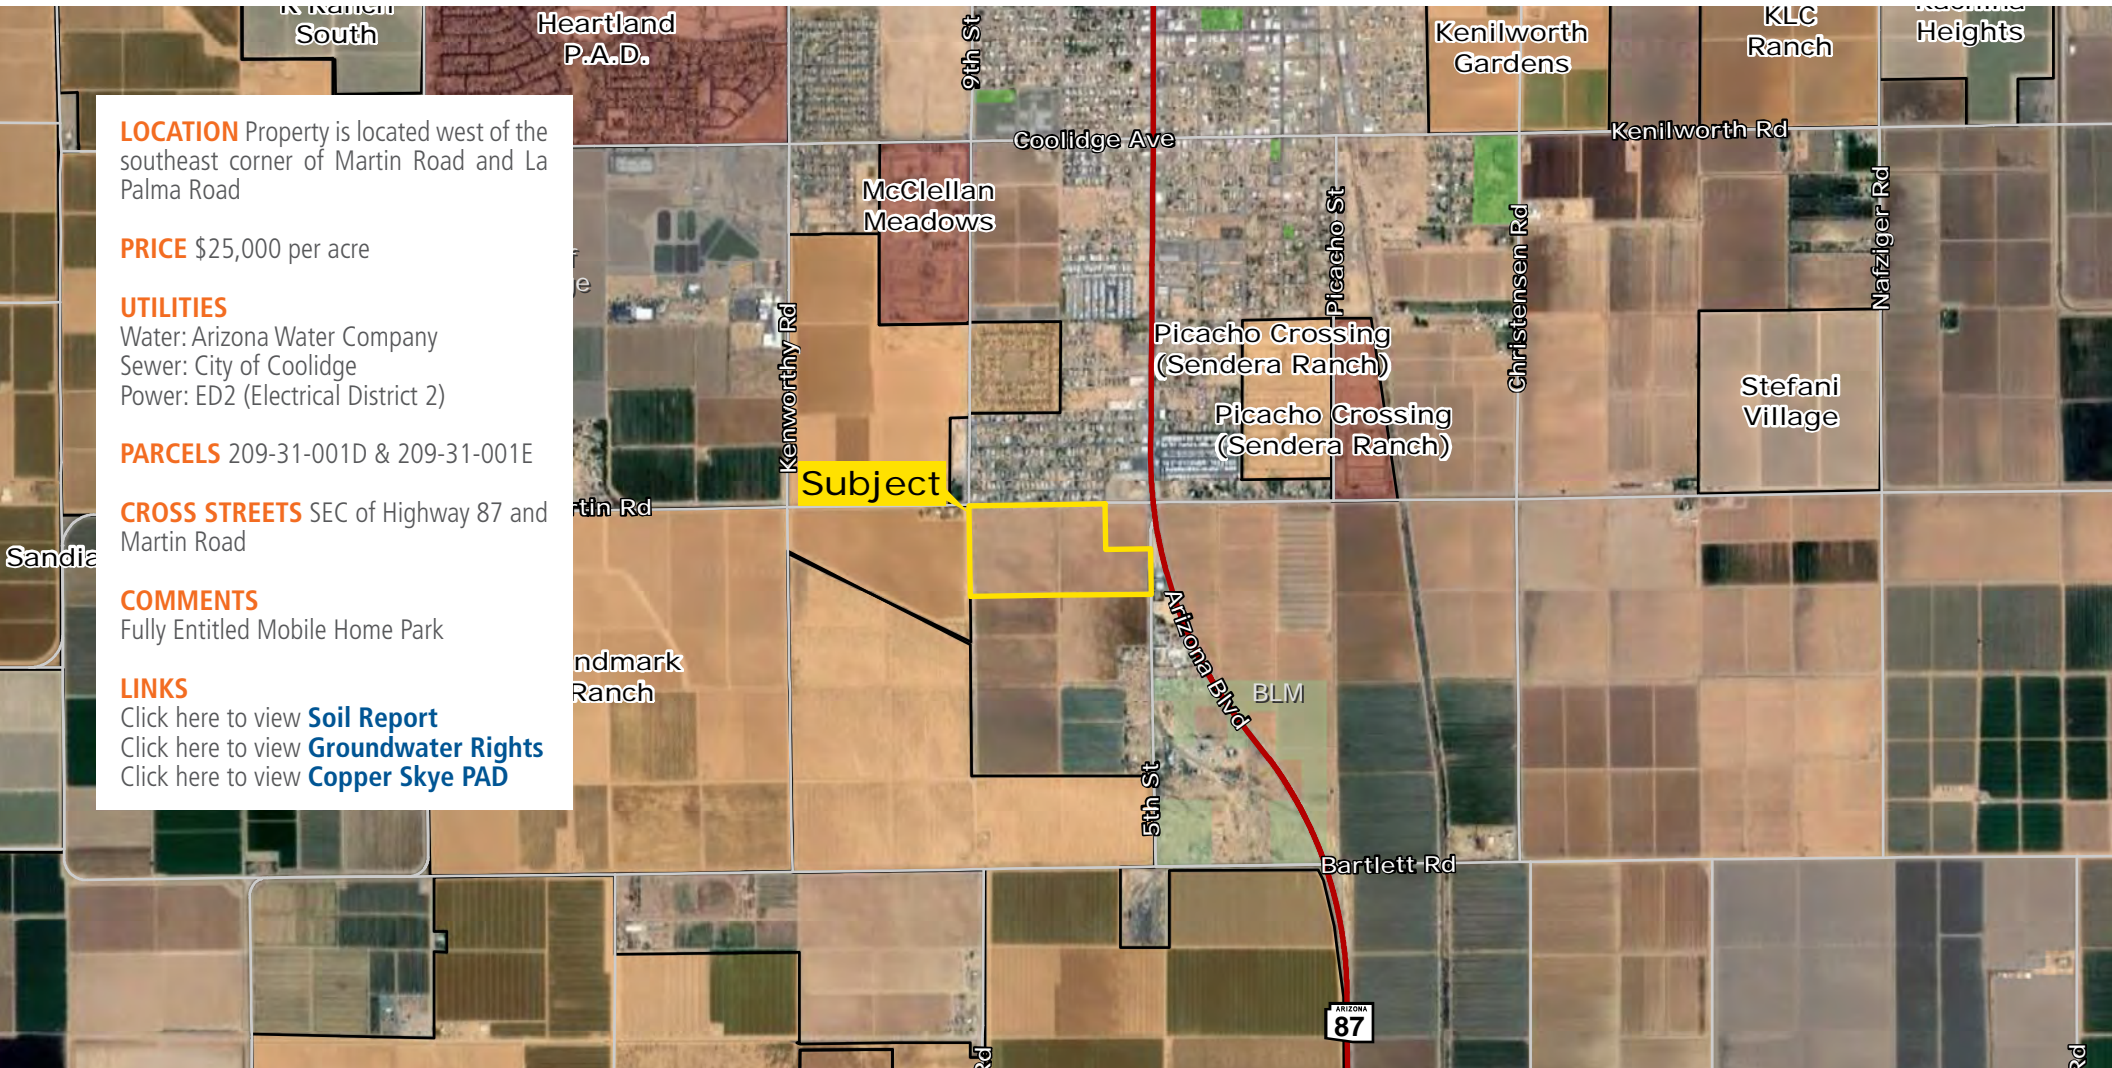 South
Heartland
P.A.D.
9th St
Kenilworth
Gardens
KLC
Ranch
Heights
LOCATION Property is located west of the
southeast corner of Martin Road and La
Palma Road
PRICE $25,000 per acre
UTILITIES
Water: Arizona Water Company
Sewer: City of Coolidge
Power: ED2 (Electrical District 2)
PARCELS 209-31-001D & 209-31-001E
CROSS STREETS SEC of Highway 87 and
Martin Road
COMMENTS
Fully Entitled Mobile Home Park
LINKS
Click here to view Soil Report
Click here to view Groundwater Rights
Click here to view Copper Skye PAD
Coolidge Ave
Kenilworth Rd
McClellan
Meadows
Picacho St
Christensen Rd
Nafziger Rd
Kenworthy Rd
Picacho Crossing
(Sendera Ranch)
Picacho Crossing
(Sendera Ranch)
Stefani
Village
Subject
tin Rd
Sandia
ndmark
Ranch
Arizona Blvd
BLM
5th St
Bartlett Rd
ARIZONA
87
Rd
Rd